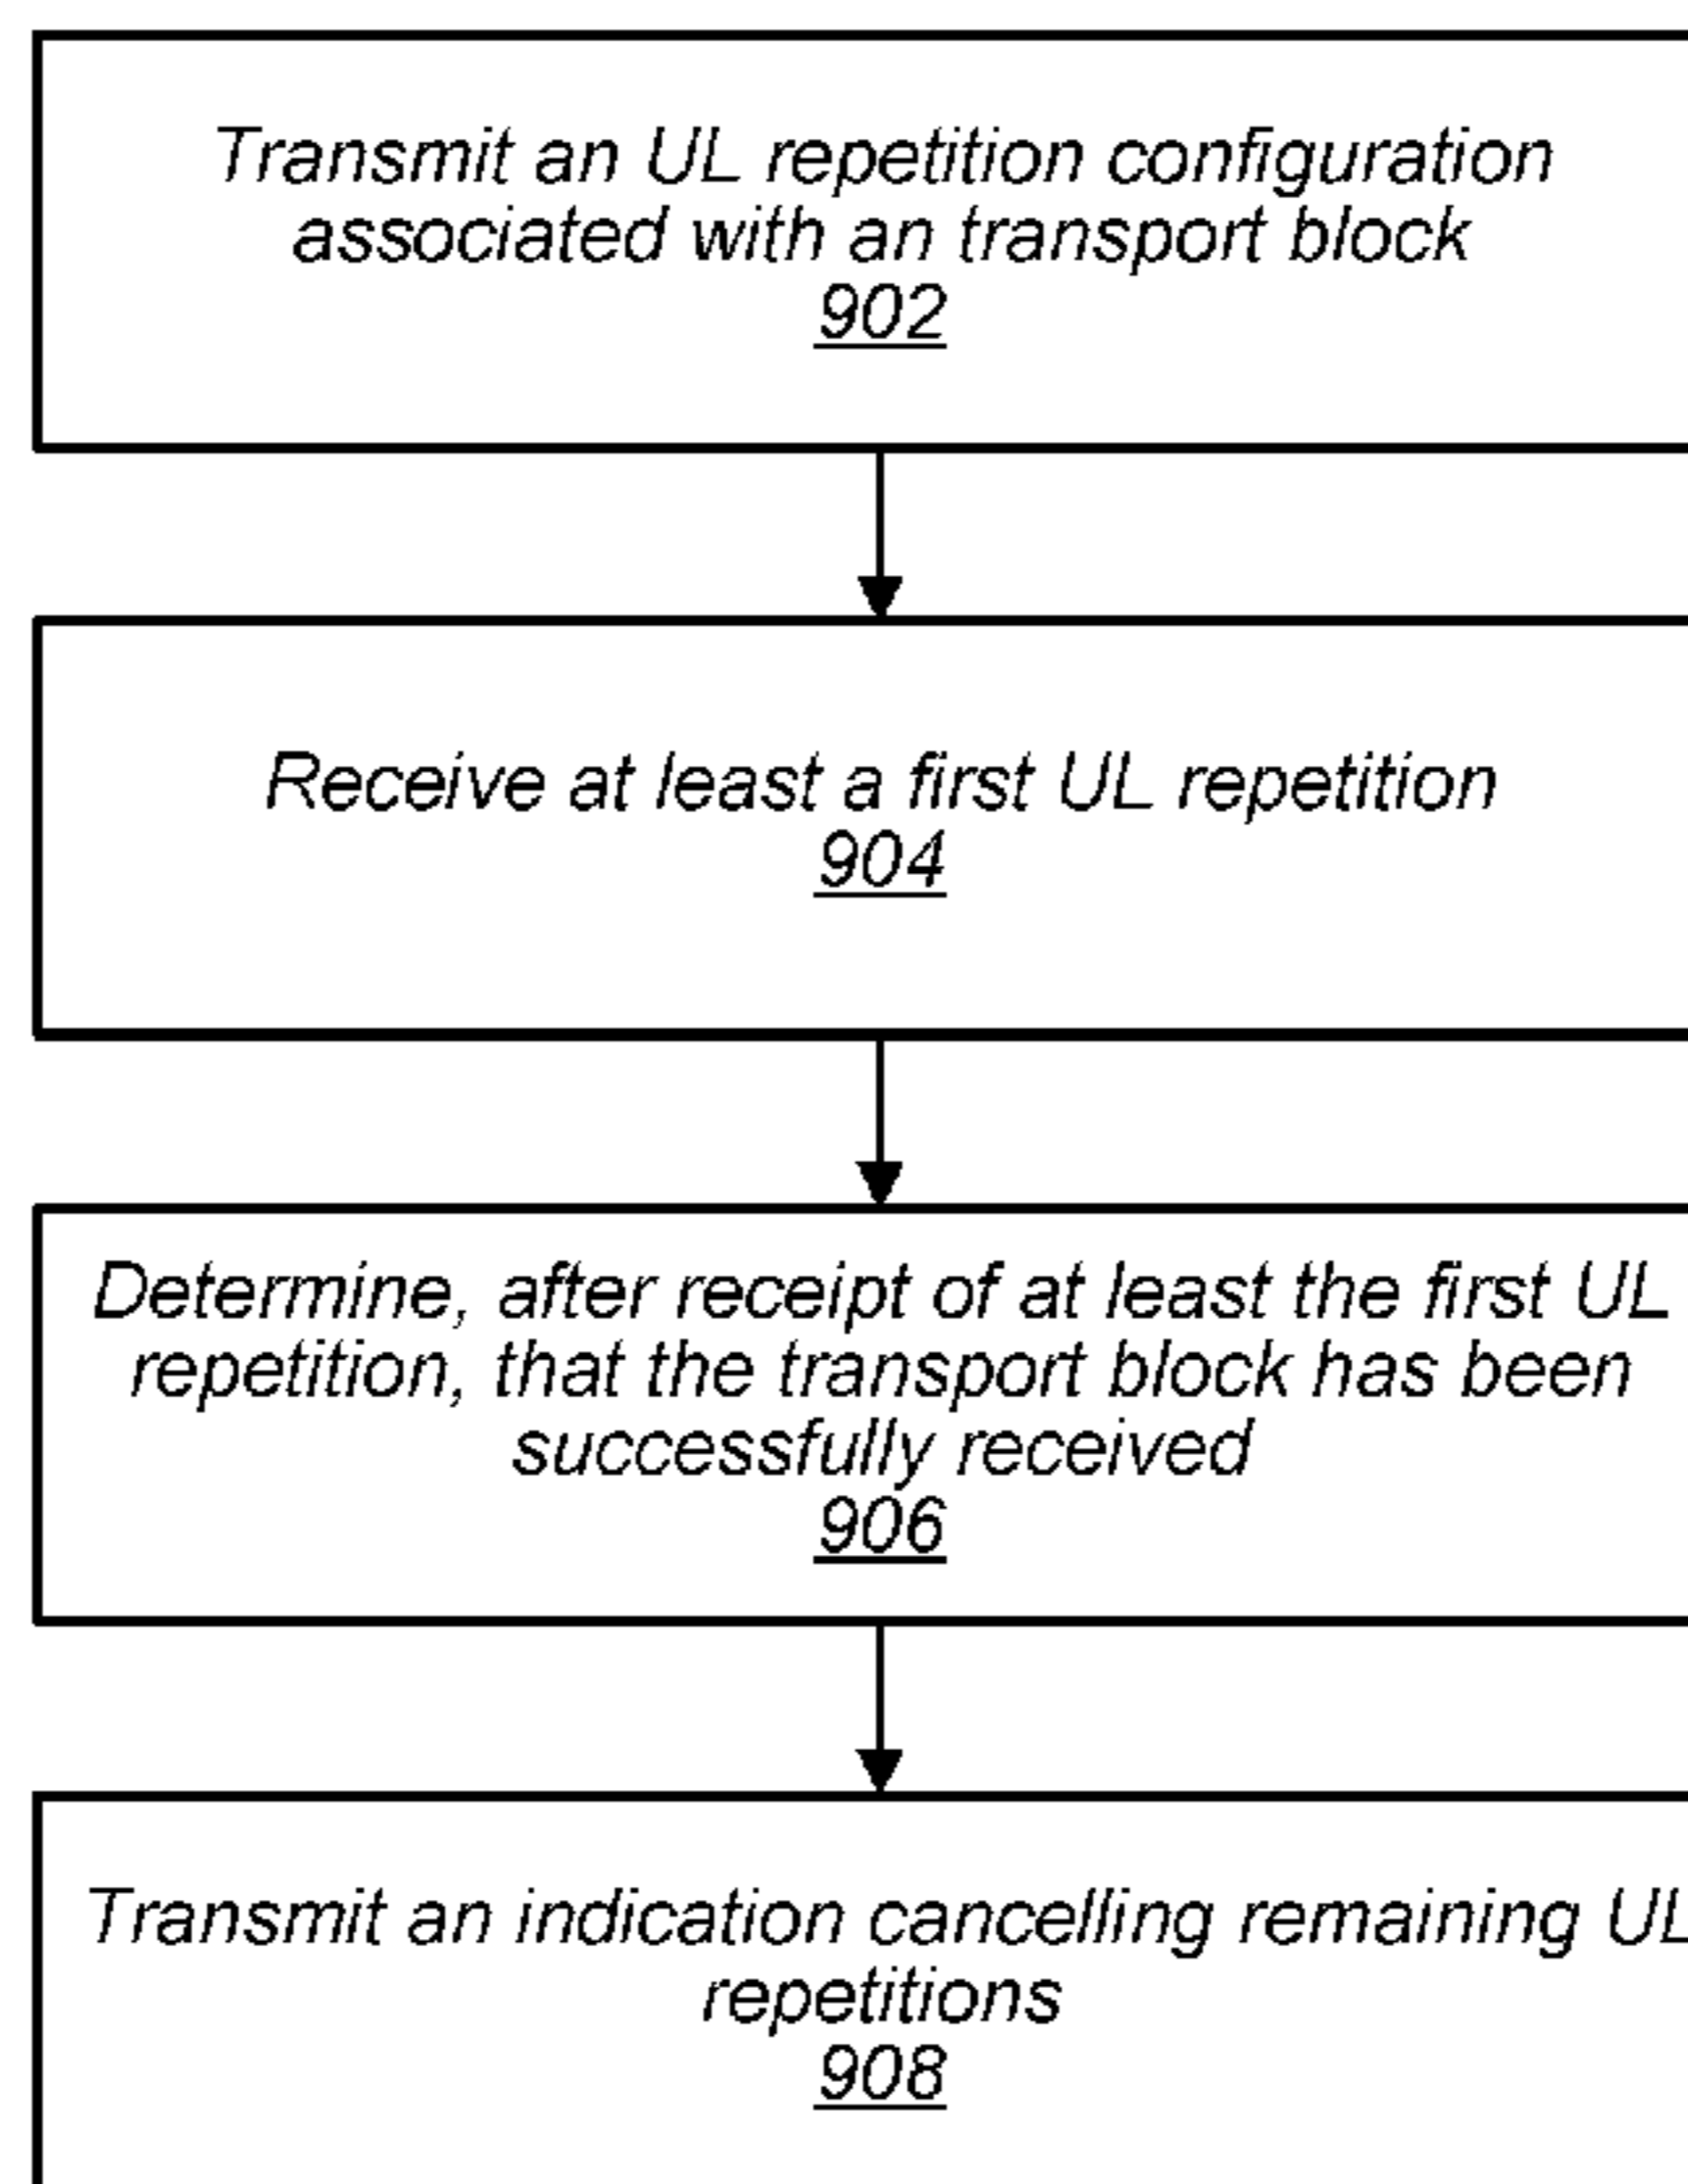 Transmit an UL repetition configuration
associated with an transport block
902
Receive at least a first UL repetition
904
Determine, after receipt of at least the first UL
repetition, that the transport block has been
successfully received
906
Transmit an indication cancelling remaining UL
repetitions
908